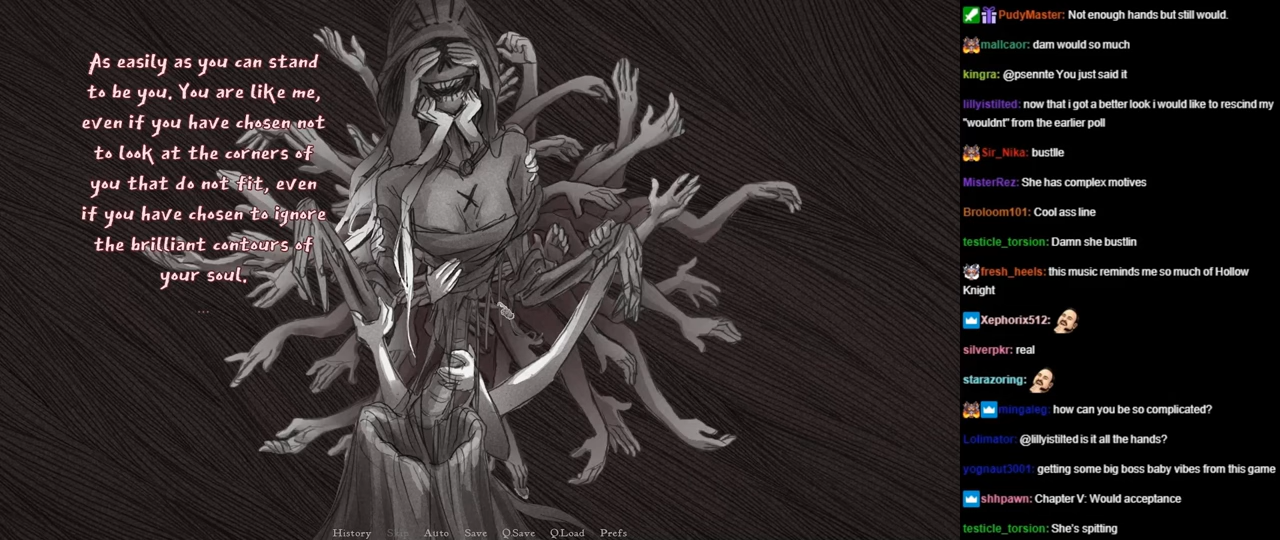 As easily as you can stand
to be you. You are like me,
even if you have chosen not
to look at the corners of
you that do not fit, even
if you have chosen to ignore
the brilliant contours of
your soul.
...
History Skip Auto Save Q.Save Q.Load Prefs
PudyMaster: Not enough hands but still would.
mallcaor: darn would so much
kingra: @psennte You just said it
lillyistilted: now that i got a better look i would like to rescind my
"wouldnt" from the earlier poll
Sir_Nika: bustlle
MisterRez: She has complex motives
Broloom101: Cool ass line
testicle_torsion: Damn she bustlin
fresh_heels: this music reminds me so much of Hollow
Knight
Xephorix512:
silverpkr: real
starazoring:
mingaleg: how can you be so complicated?
Lolimator: @lillyistilted is it all the hands?
yognaut3001: getting some big boss baby vibes from this game
shhpawn: Chapter V: Would acceptance
testicle_torsion: She's spitting